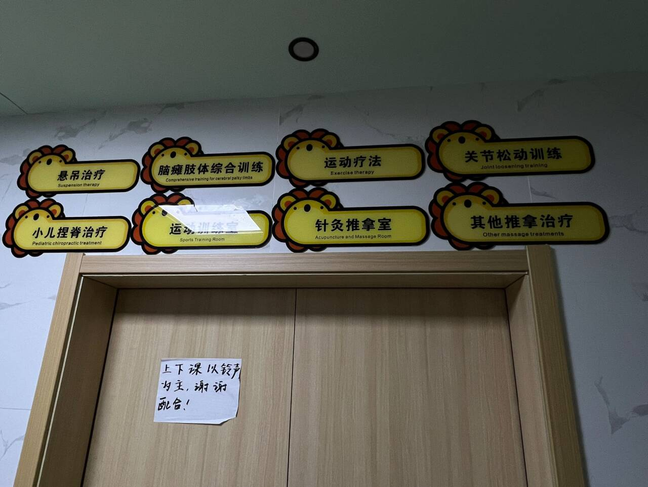 悬吊治疗
Suspension therapy
脑瘫肢体综合训练
Comprehensive training for cerebral palsy limbs
运动疗法
Exercise therapy
关节松动训练
Joint loosening training
小儿捏脊治疗
Pediatric chiropractic treatment
运动训练室
Sports Training Room
针灸推拿室
Acupuncture and Massage Room
其他推拿治疗
Other massage treatments
上下课以铃声
为主,谢谢
配合!